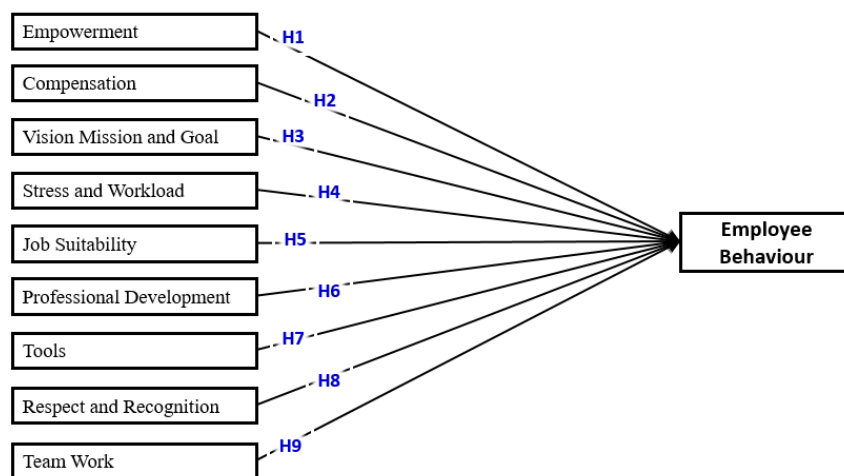 Empowerment
H1
Compensation
H2
Vision Mission and Goal
H3
Stress and Workload
H4
Job Suitability
H5
Employee
Behaviour
Professional Development
H6
Tools
H7
Respect and Recognition
H8
Team Work
H9